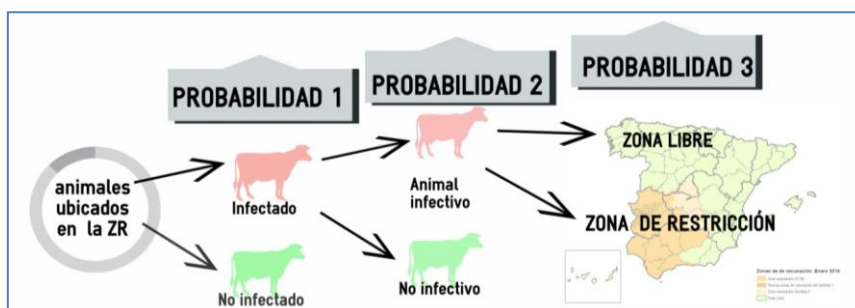 PROBABILIDAD 1
PROBABILIDAD 2
PROBABILIDAD 3
animales
ubicados
en la ZR
Infectado
No infectado
Animal
infectivo
No infectivo
ZONA LIBRE
ZONA DE RESTRICCIÓN